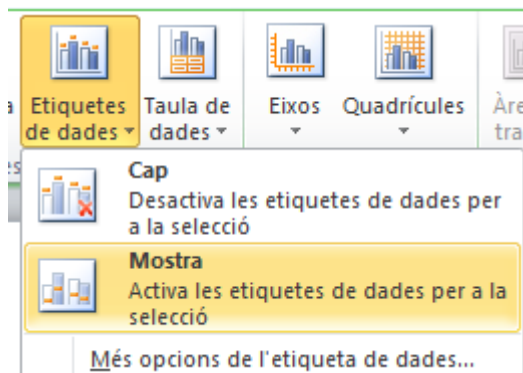 Etiquetes Taula de Eixos Quadrícules
de dades dades
Cap
Desactiva les etiquetes de dades per
a la selecció
Mostra
Activa les etiquetes de dades per a la
selecció
Més opcions de l'etiqueta de dades...